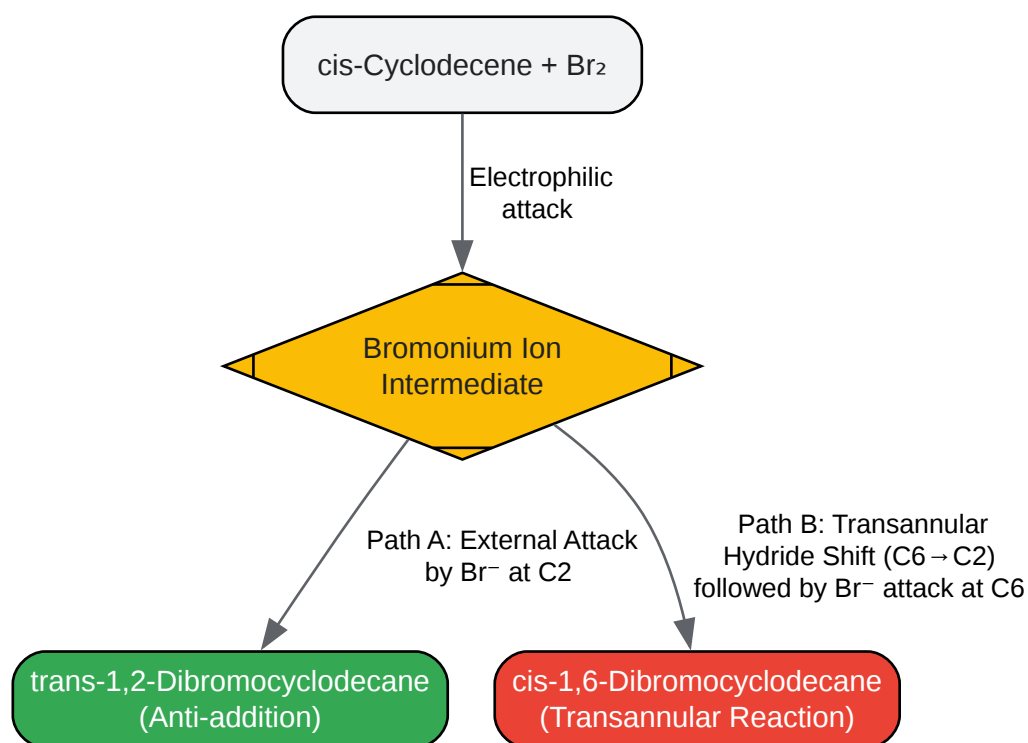 cis-Cyclodecene + Br₂
Electrophilic
attack
Bromonium Ion
Intermediate
Path A: External Attack
by Br⁻ at C2
Path B: Transannular
Hydride Shift (C6→C2)
followed by Br⁻ attack at C6
trans-1,2-Dibromocyclodecane
(Anti-addition)
cis-1,6-Dibromocyclodecane
(Transannular Reaction)